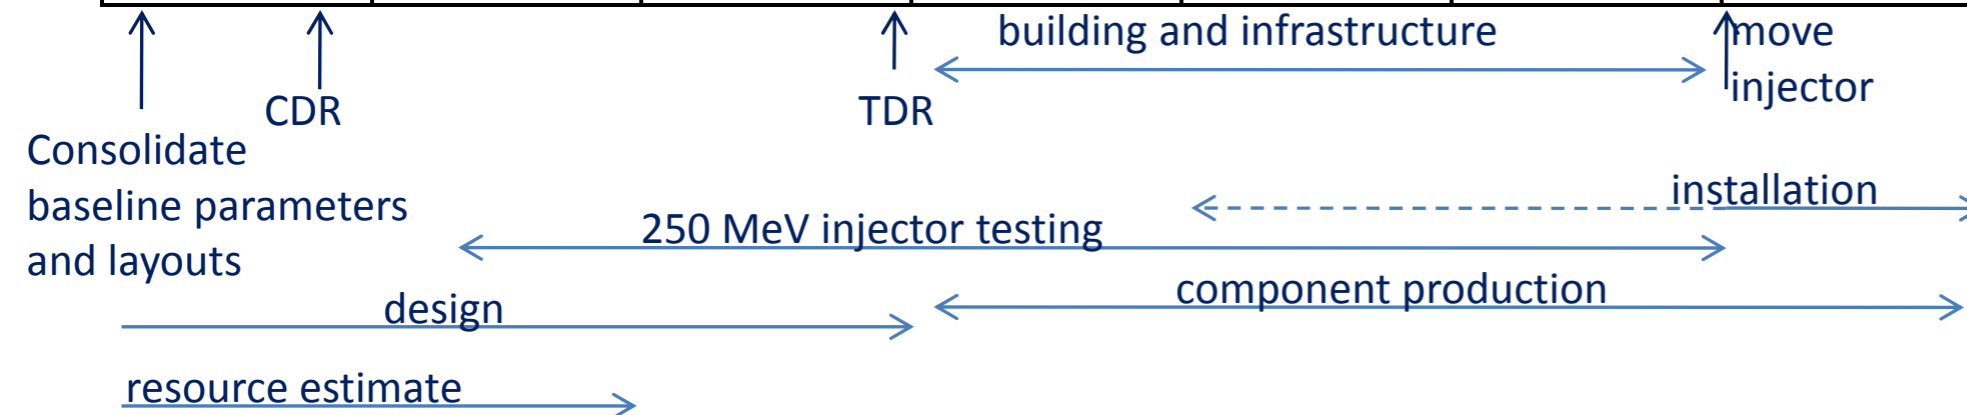 building and infrastructure
move
injector
CDR
TDR
Consolidate
baseline parameters
and layouts
installation
250 MeV injector testing
component production
design
resource estimate